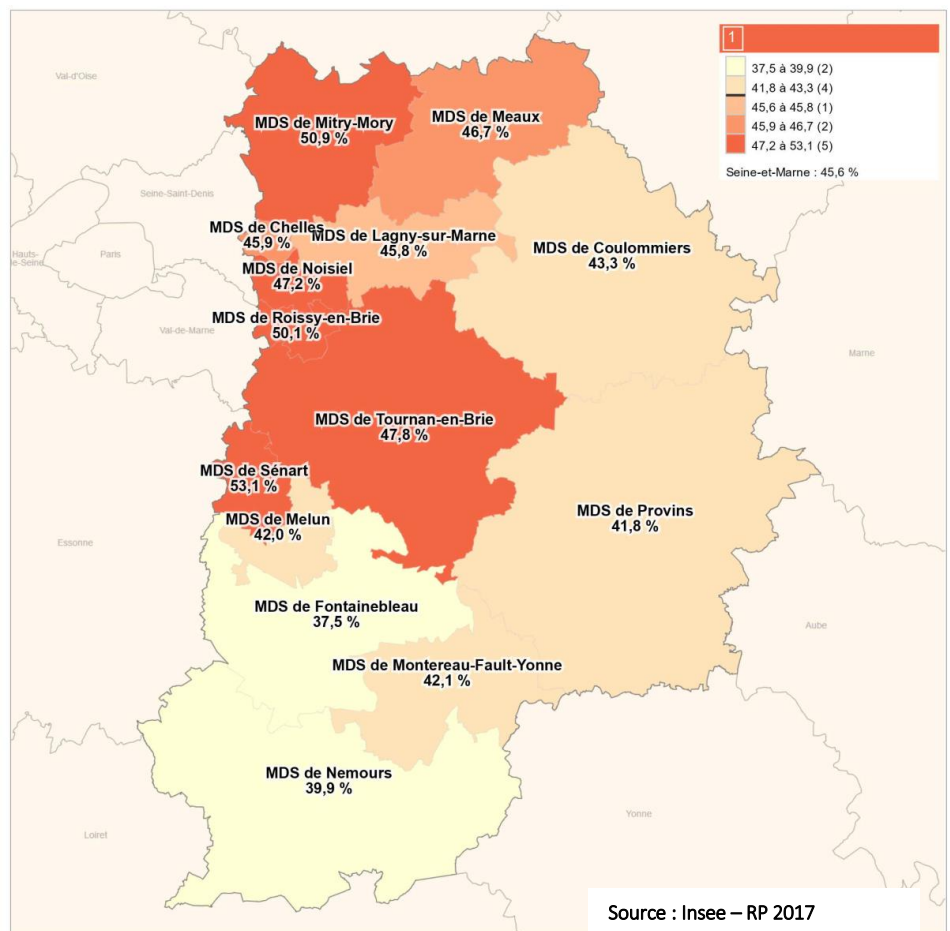 1
37,5 à 39,9 (2)
41,8 à 43,3 (4)
45,6 à 45,8 (1)
45,9 à 46,7 (2)
47,2 à 53,1 (5)
Seine-et-Marne : 45,6 %
Val-d'Oise
MDS de Mitry-Mory
50,9 %
MDS de Meaux
46,7 %
Seine-Saint-Denis
MDS de Chelles
45,9 %
MDS de Lagny-sur-Marne
45,8 %
MDS de Coulommiers
43,3 %
Hauts-
e-Seine
Paris
MDS de Noisiel
47,2 %
MDS de Roissy-en-Brie
50,1 %
Val-de-Marne
Marne
MDS de Tournan-en-Brie
47,8 %
MDS de Sénart
53,1 %
MDS de Melun
42,0 %
MDS de Provins
41,8 %
Essonne
MDS de Fontainebleau
37,5 %
Aube
MDS de Montereau-Fault-Yonne
42,1 %
MDS de Nemours
39,9 %
Loiret
Yonne
Source : Insee – RP 2017